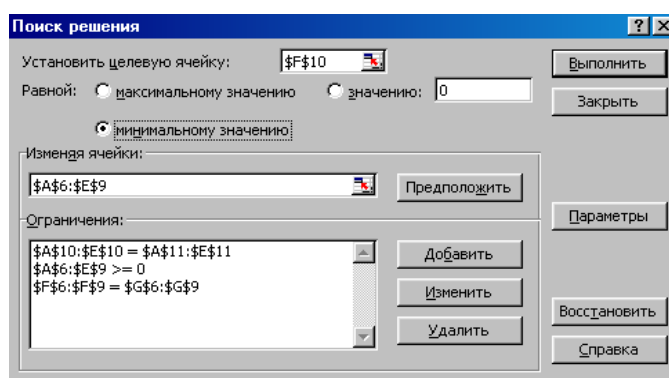 Поиск решения
Установить целевую ячейку: $F$10 Выполнить
Равной: максимальному значению значению: 0 Закрыть
минимальному значению
Изменяя ячейки:
$A$6:$E$9 Предположить
Ограничения: Параметры
$A$10:$E$10 = $A$11:$E$11 Добавить
$A$6:$E$9 >= 0
$F$6:$F$9 = $G$6:$G$9 Изменить
Восстановить
Удалить
Справка